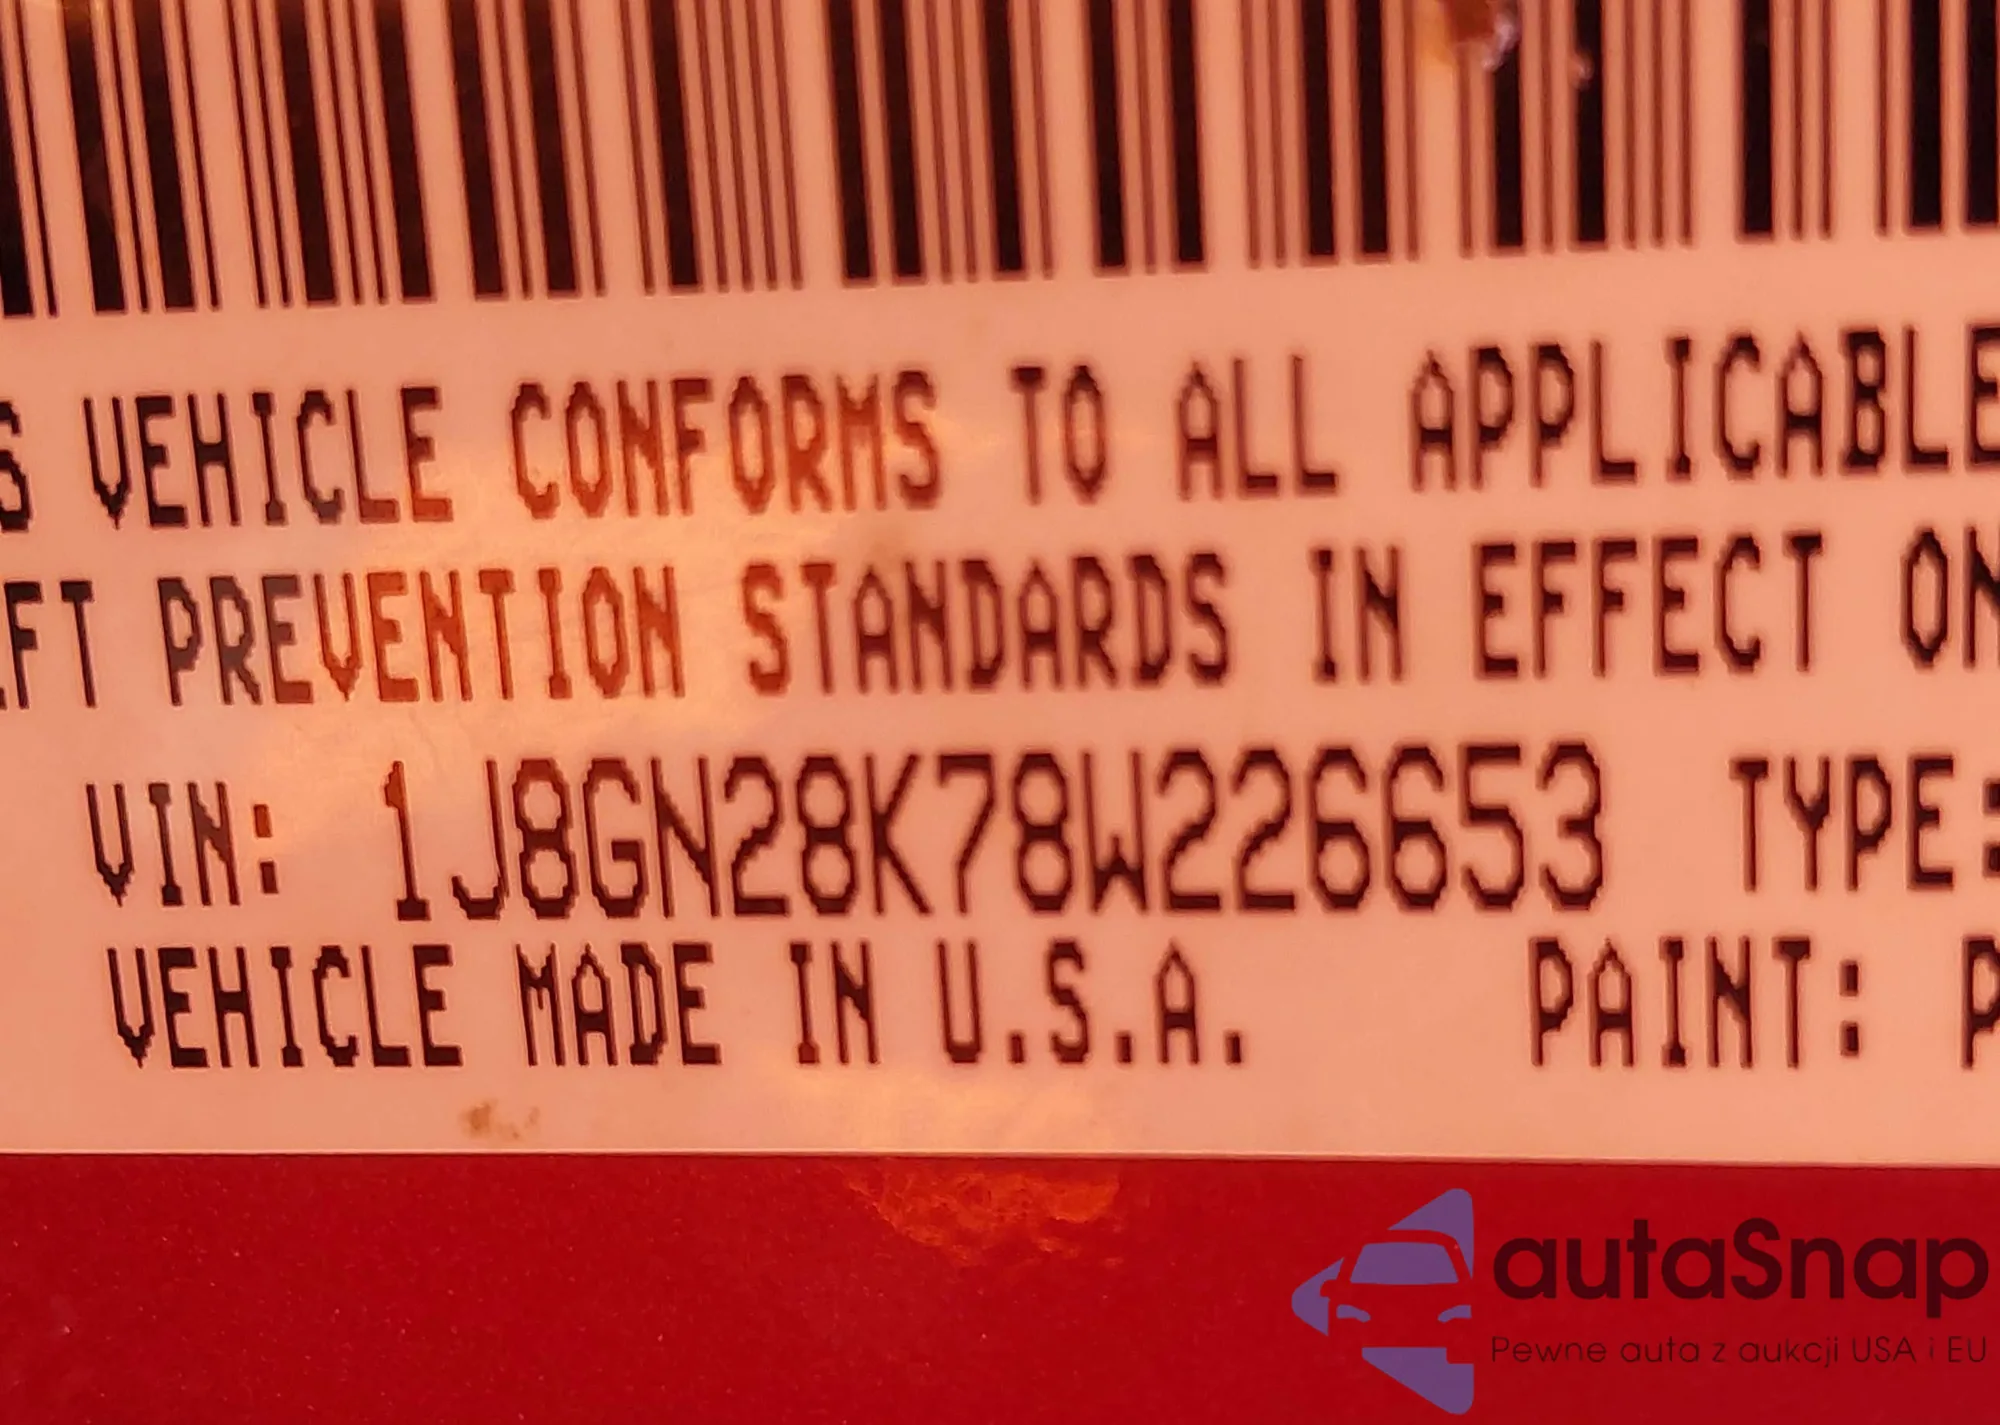 S VEHICLE CONFORMS TO ALL APPLICABLE
FT PREVENTION STANDARDS IN EFFECT ON
VIN: 1J8GN28K78W226653 TYPE:
VEHICLE MADE IN U.S.A. PAINT: P
autaSnap
Pewne auta z aukcji USA i EU